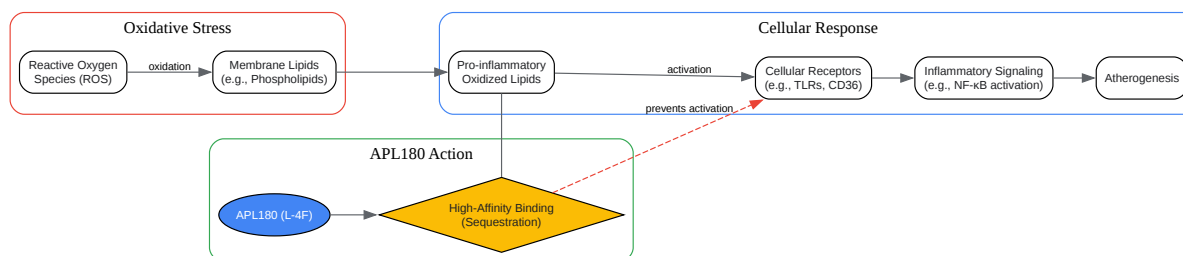 Oxidative Stress
Cellular Response
Reactive Oxygen
Species (ROS)
oxidation
Membrane Lipids
(e.g., Phospholipids)
Pro-inflammatory
Oxidized Lipids
activation
Cellular Receptors
(e.g., TLRs, CD36)
Inflammatory Signaling
(e.g., NF-κB activation)
Atherogenesis
prevents activation
APL180 Action
APL180 (L-4F)
High-Affinity Binding
(Sequestration)